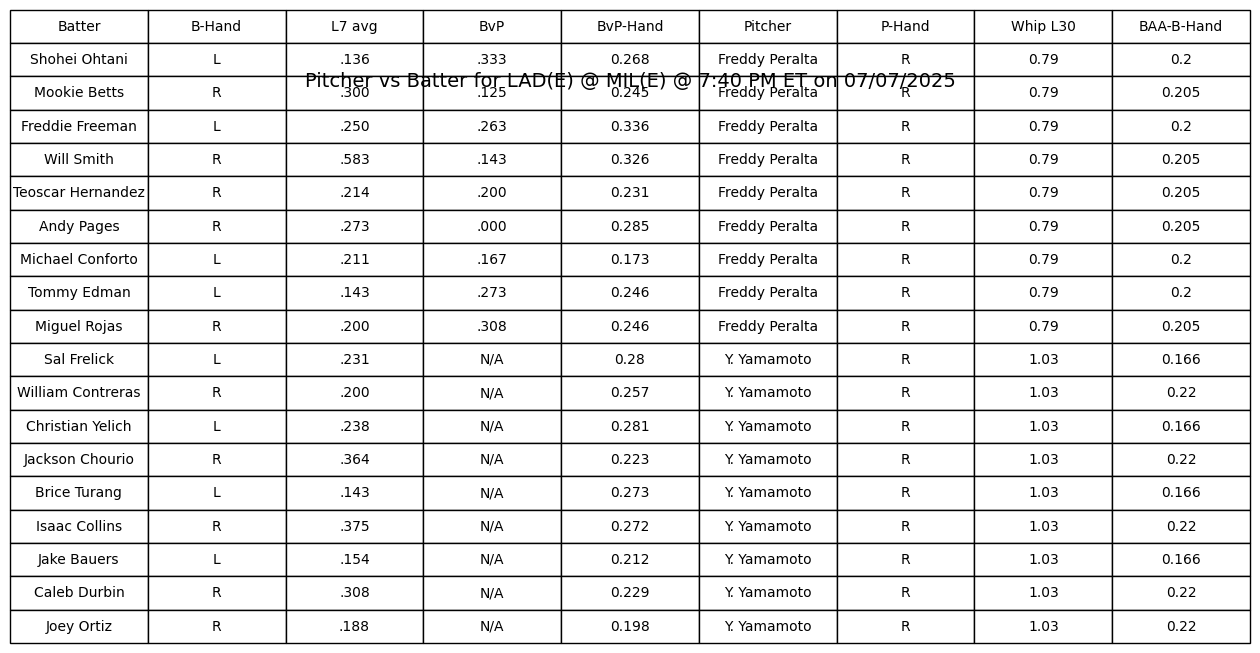 Batter B-Hand L7 avg BvP BvP-Hand Pitcher P-Hand Whip L30 BAA-B-Hand
Shohei Ohtani L .136 .333 0.268 Freddy Peralta R 0.79 0.2
Pitcher vs Batter for LAD(E) @ MIL(E) @ 7:40 PM ET on 07/07/2025
Mookie Betts R .300 .125 0.245 Freddy Peralta R 0.79 0.205
Freddie Freeman L .250 .263 0.336 Freddy Peralta R 0.79 0.2
Will Smith R .583 .143 0.326 Freddy Peralta R 0.79 0.205
Teoscar Hernandez R .214 .200 0.231 Freddy Peralta R 0.79 0.205
Andy Pages R .273 .000 0.285 Freddy Peralta R 0.79 0.205
Michael Conforto L .211 .167 0.173 Freddy Peralta R 0.79 0.2
Tommy Edman L .143 .273 0.246 Freddy Peralta R 0.79 0.2
Miguel Rojas R .200 .308 0.246 Freddy Peralta R 0.79 0.205
Sal Frelick L .231 N/A 0.28 Y. Yamamoto R 1.03 0.166
William Contreras R .200 N/A 0.257 Y. Yamamoto R 1.03 0.22
Christian Yelich L .238 N/A 0.281 Y. Yamamoto R 1.03 0.166
Jackson Chourio R .364 N/A 0.223 Y. Yamamoto R 1.03 0.22
Brice Turang L .143 N/A 0.273 Y. Yamamoto R 1.03 0.166
Isaac Collins R .375 N/A 0.272 Y. Yamamoto R 1.03 0.22
Jake Bauers L .154 N/A 0.212 Y. Yamamoto R 1.03 0.166
Caleb Durbin R .308 N/A 0.229 Y. Yamamoto R 1.03 0.22
Joey Ortiz R .188 N/A 0.198 Y. Yamamoto R 1.03 0.22